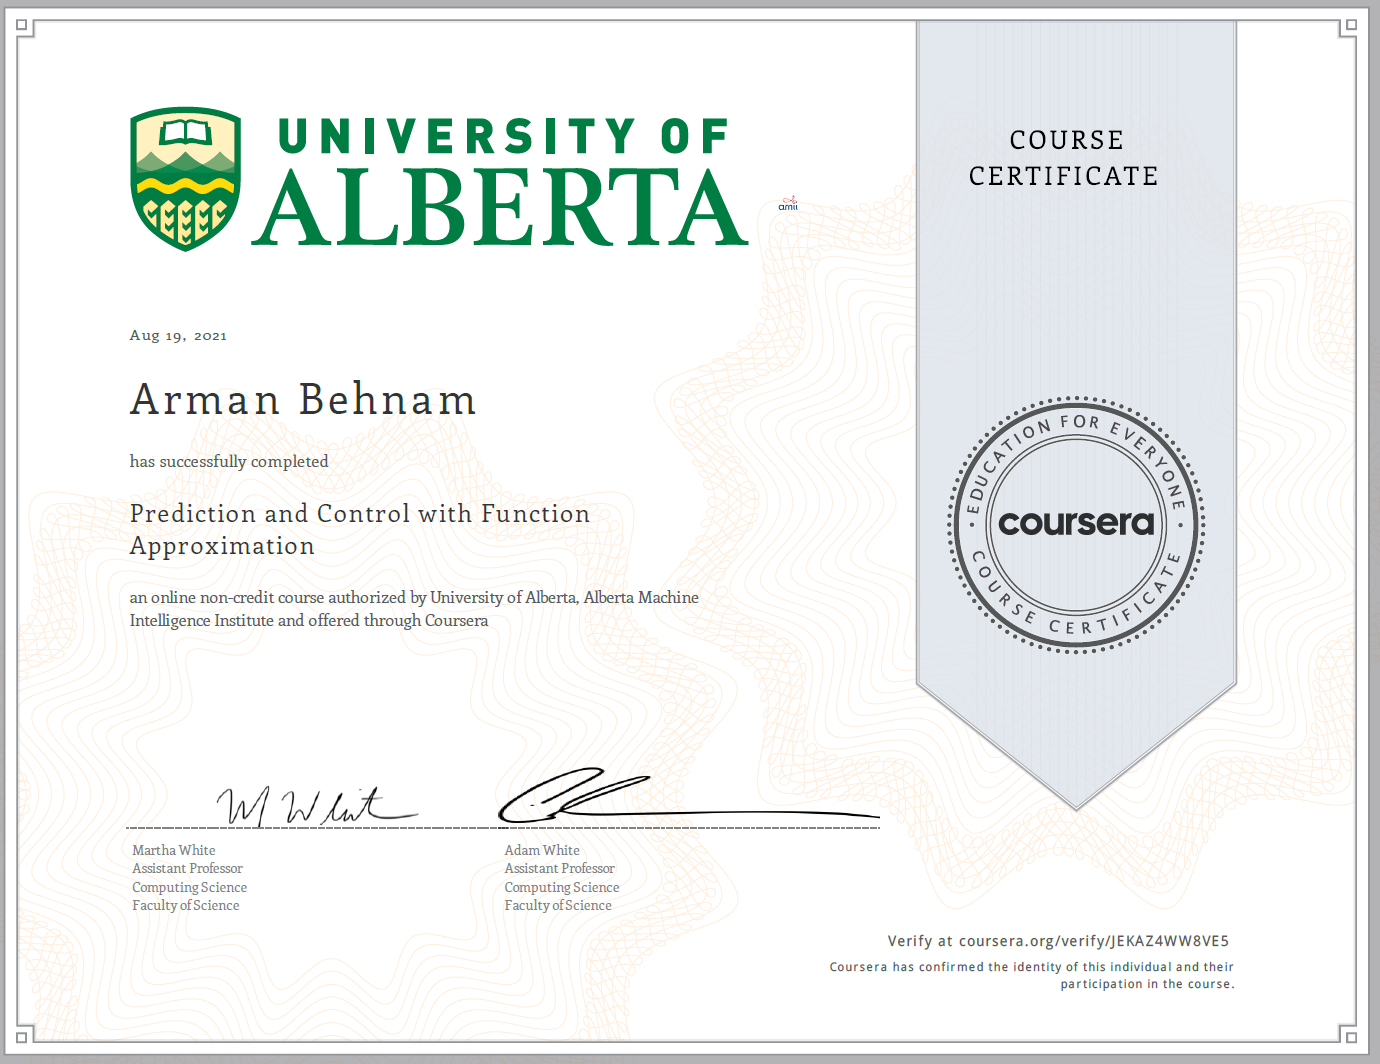 UNIVERSITY OF
ALBERTA
amii
COURSE
CERTIFICATE
Aug 19, 2021
Arman Behnam
has successfully completed
Prediction and Control with Function
Approximation
an online non-credit course authorized by University of Alberta, Alberta Machine
Intelligence Institute and offered through Coursera
EDUCATION FOR EVERYONE
coursera
COURSE CERTIFICATE
M White
Martha White
Assistant Professor
Computing Science
Faculty of Science
Adam White
Assistant Professor
Computing Science
Faculty of Science
Verify at coursera.org/verify/JEKAZ4WW8VE5
Coursera has confirmed the identity of this individual and their
participation in the course.